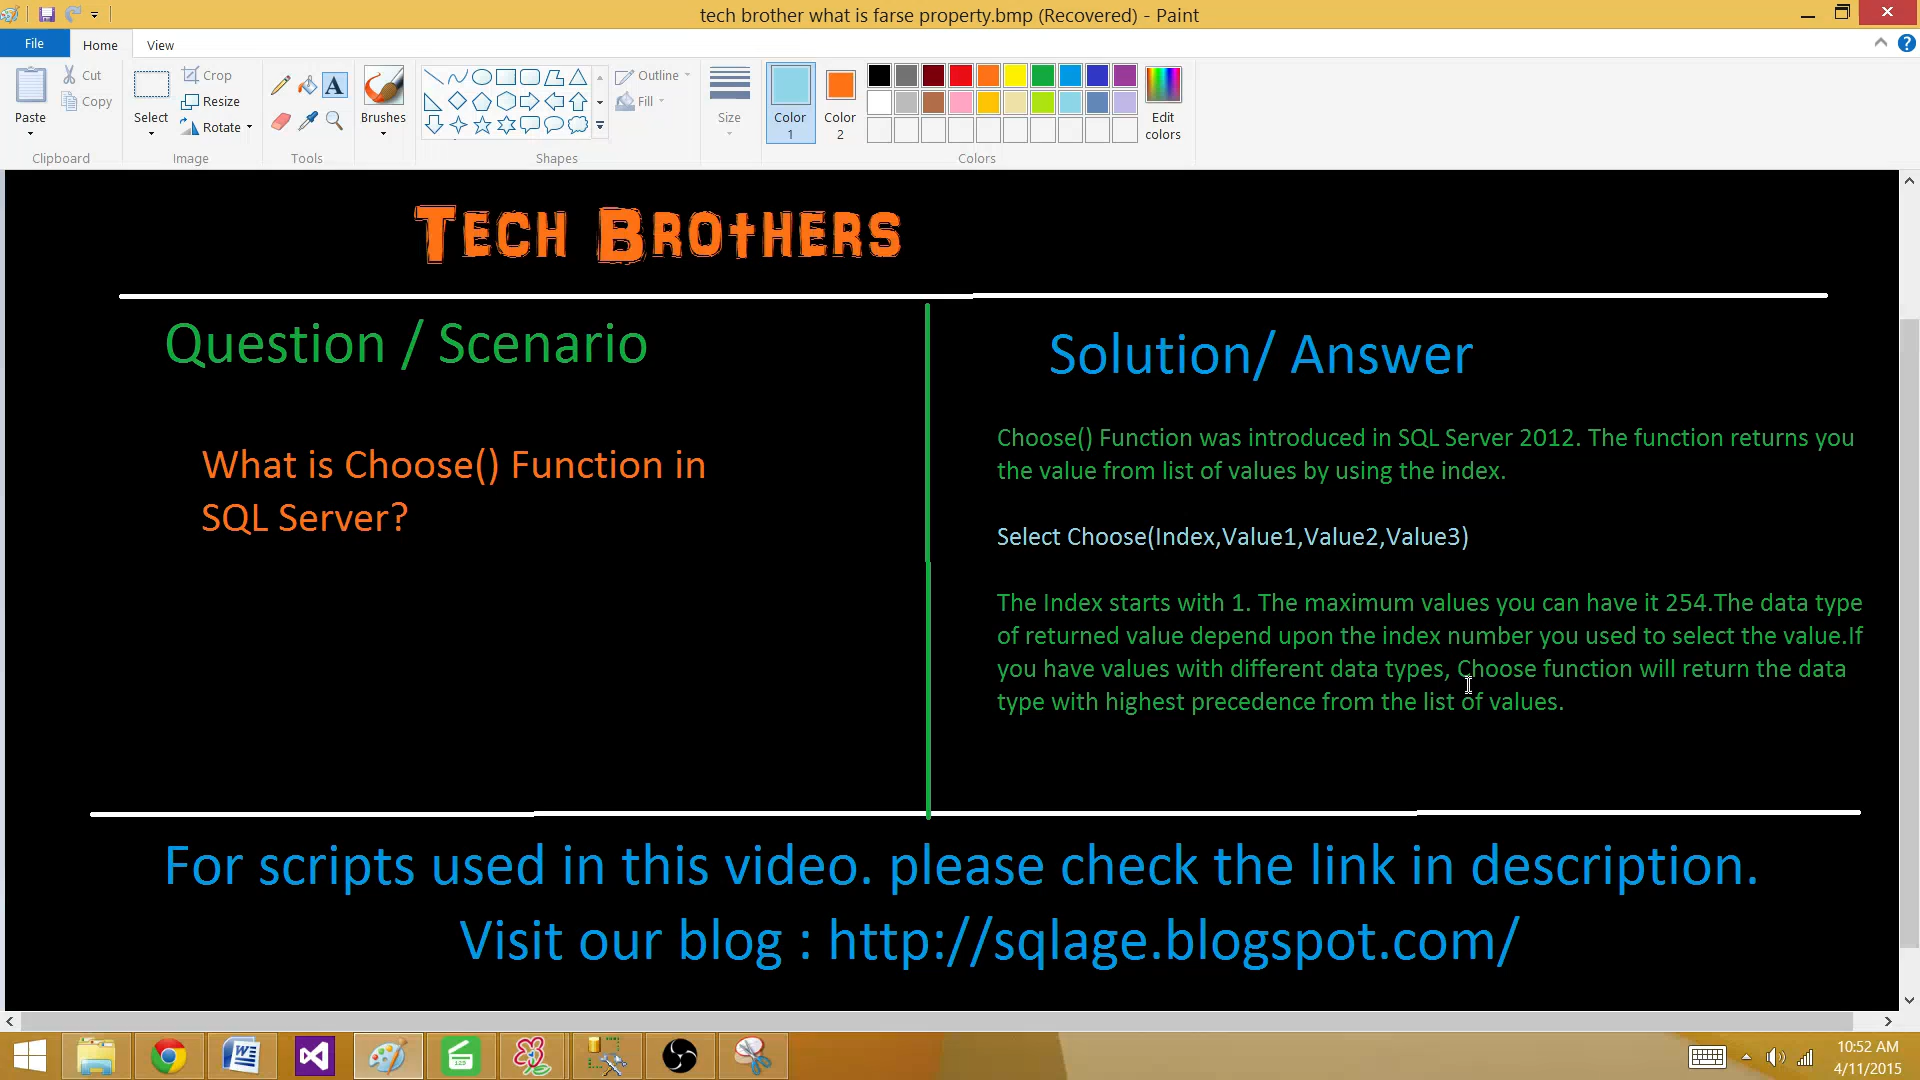 tech brother what is farse property.bmp (Recovered) - Paint
File Home View
Paste
Cut
Copy
Clipboard
Select
Crop
Resize
Rotate
Image
A
Tools
Brushes
Outline
Fill
Shapes
Size
Color 1
Color 2
Edit colors
Colors
Tech Brothers
Question / Scenario
What is Choose() Function in
SQL Server?
Solution/ Answer
Choose() Function was introduced in SQL Server 2012. The function returns you
the value from list of values by using the index.
Select Choose(Index,Value1,Value2,Value3)
The Index starts with 1. The maximum values you can have it 254.The data type
of returned value depend upon the index number you used to select the value.If
you have values with different data types, Choose function will return the data
type with highest precedence from the list of values.
For scripts used in this video. please check the link in description.
Visit our blog : http://sqlage.blogspot.com/
10:52 AM
4/11/2015